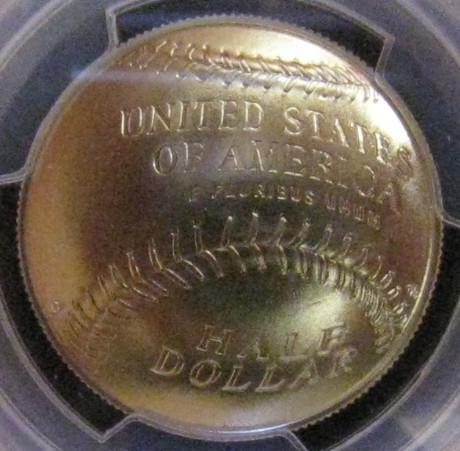 UNITED STATES
OF AMERICA
E PLURIBUS UNUM
HALF
DOLLAR